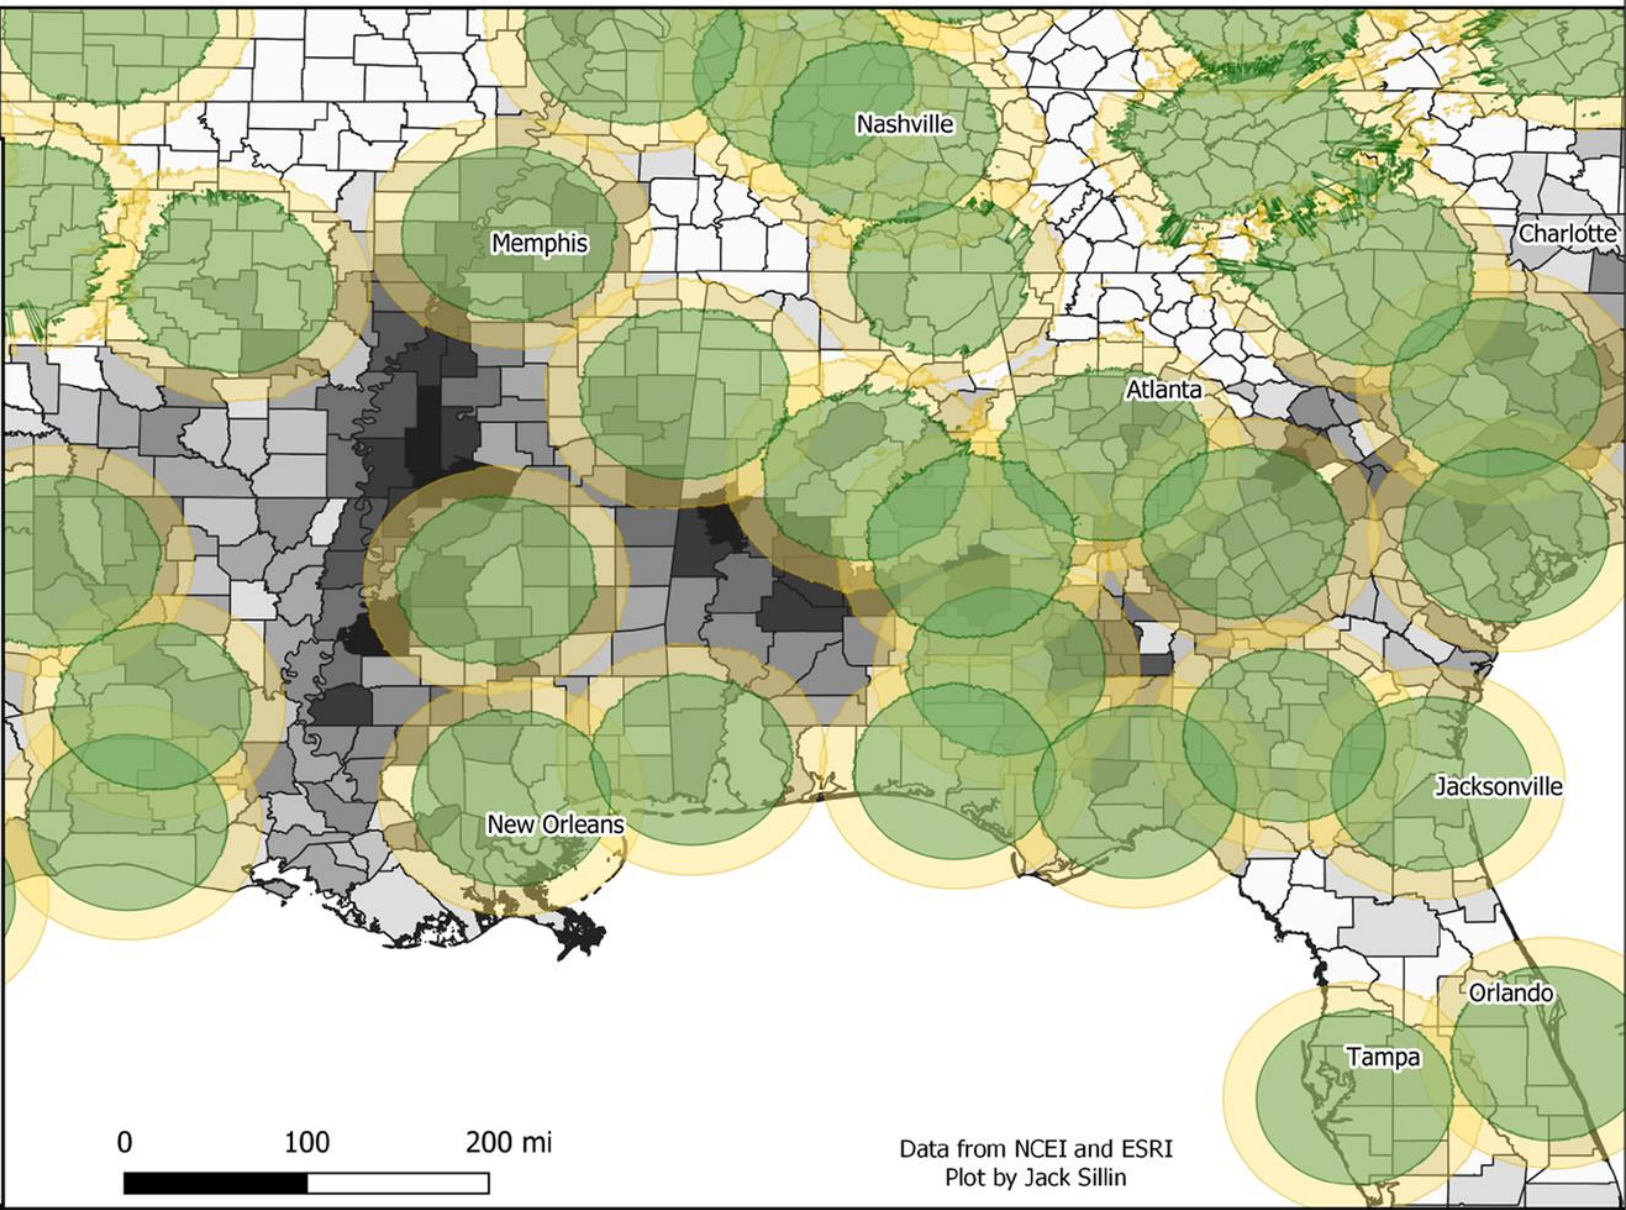 Nashville
Charlotte
Memphis
Atlanta
Jacksonville
New Orleans
Orlando
Tampa
0 100 200 mi
Data from NCEI and ESRI
Plot by Jack Sillin